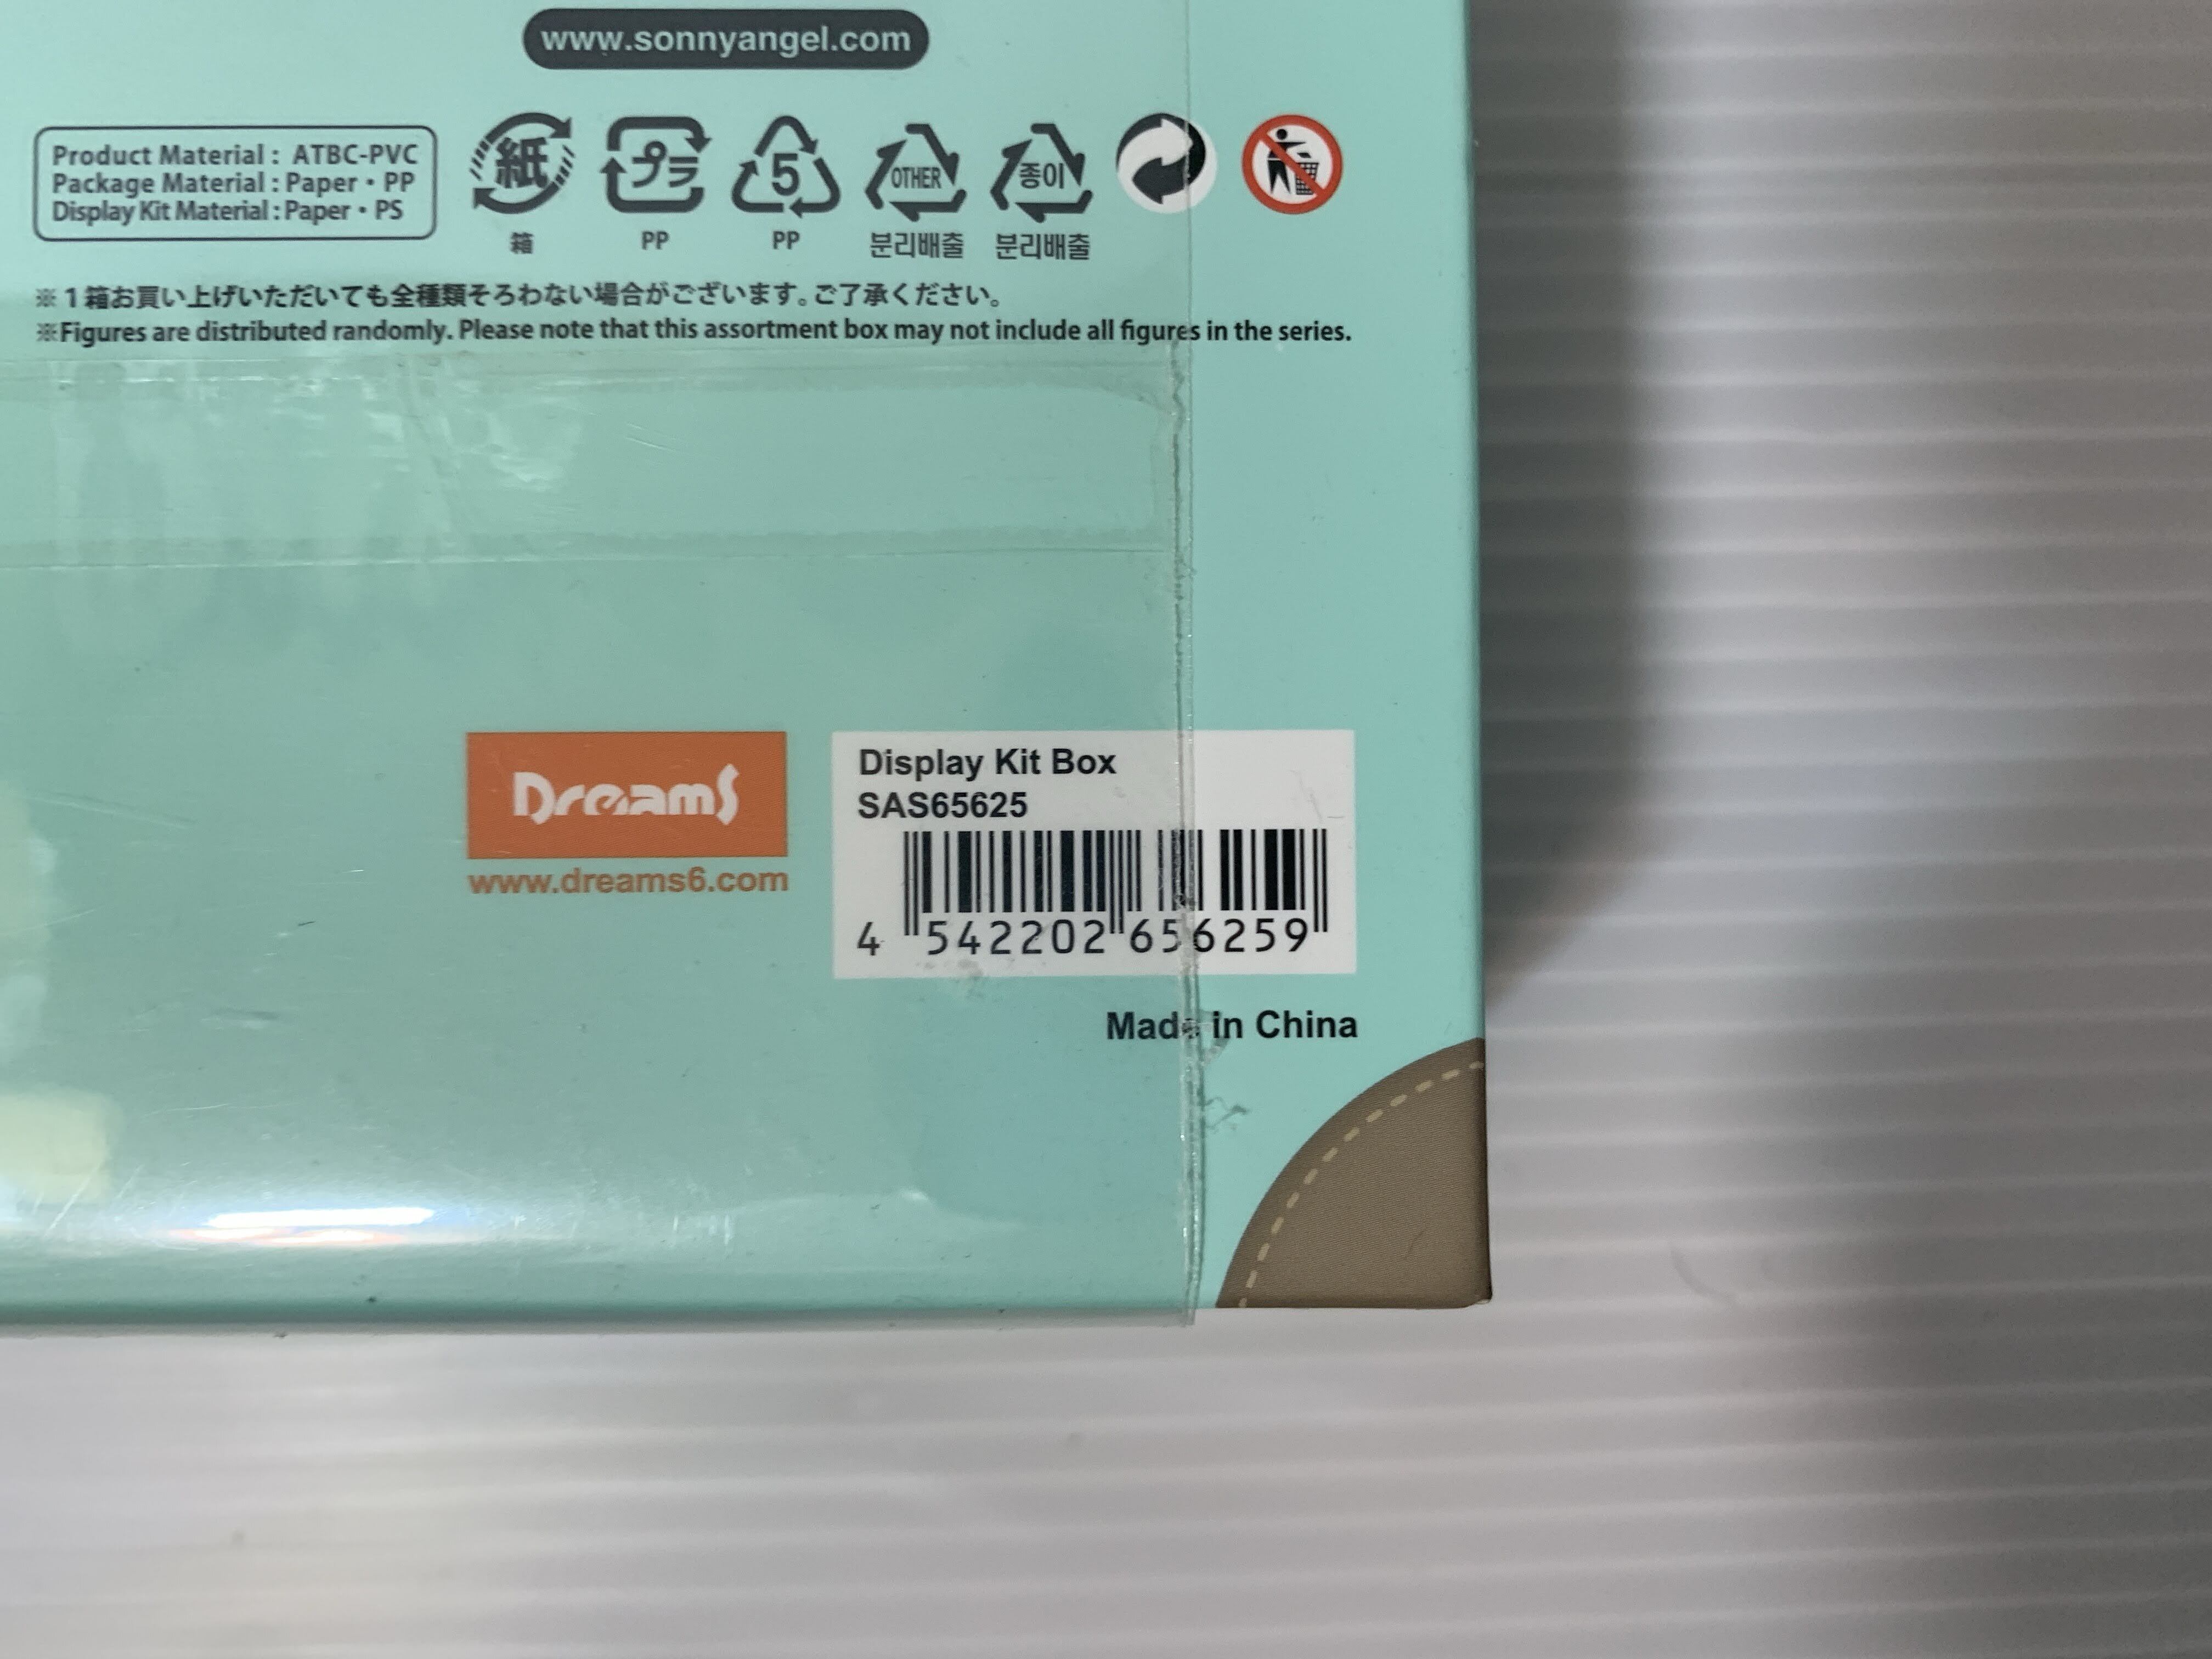 www.sonnyangel.com
Product Material : ATBC-PVC
Package Material : Paper・PP
Display Kit Material : Paper・PS
紙
プラ
5
OTHER
종이
箱
PP
PP
분리배출
분리배출
※1箱お買い上げいただいても全種類そろわない場合がございます。ご了承ください。
※Figures are distributed randomly. Please note that this assortment box may not include all figures in the series.
Dreams
www.dreams6.com
Display Kit Box
SAS65625
4 542202 656259
Made in China